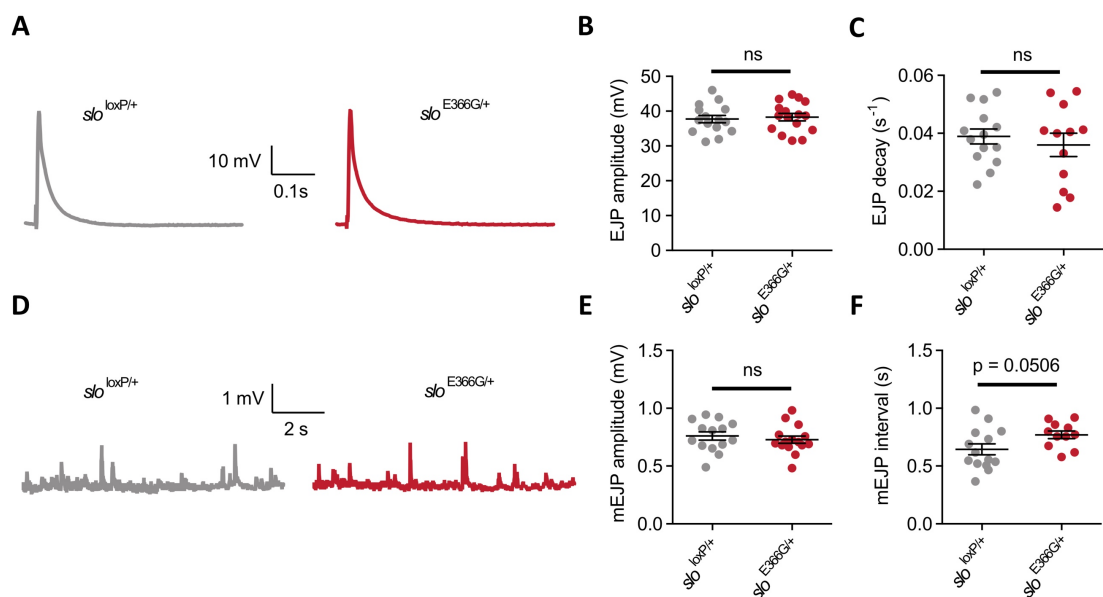 A
slo loxP/+
10 mV
0.1s
slo E366G/+
B
ns
EJP amplitude (mV)
50
40
30
20
10
0
slo loxP/+
slo E366G/+
C
ns
EJP decay (s-1)
0.06
0.04
0.02
0.00
slo loxP/+
slo E366G/+
D
slo loxP/+
1 mV
2 s
slo E366G/+
E
ns
mEJP amplitude (mV)
1.5
1.0
0.5
0.0
slo loxP/+
slo E366G/+
F
p = 0.0506
mEJP interval (s)
1.5
1.0
0.5
0.0
slo loxP/+
slo E366G/+